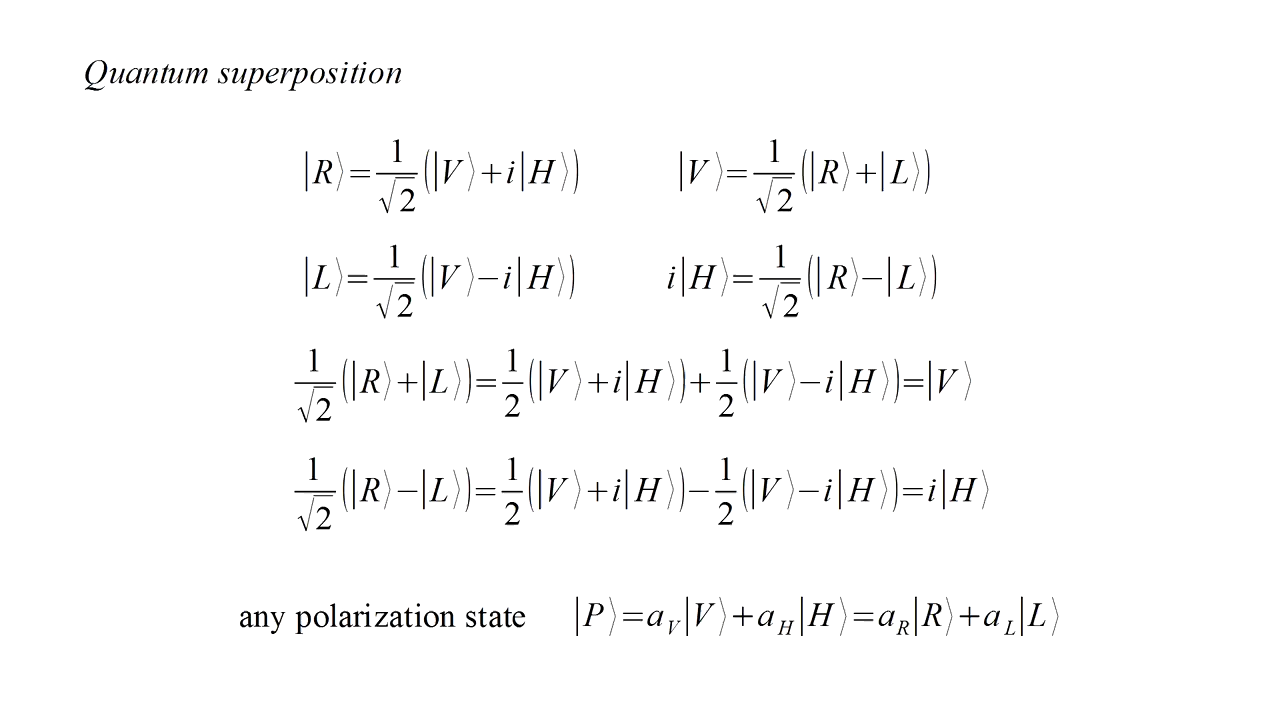 Quantum superposition
|R⟩=1/√2(|V⟩+i|H⟩) |V⟩=1/√2(|R⟩+|L⟩)
|L⟩=1/√2(|V⟩−i|H⟩) i|H⟩=1/√2(|R⟩−|L⟩)
1/√2(|R⟩+|L⟩)=1/2(|V⟩+i|H⟩)+1/2(|V⟩−i|H⟩)=|V⟩
1/√2(|R⟩−|L⟩)=1/2(|V⟩+i|H⟩)−1/2(|V⟩−i|H⟩)=i|H⟩
any polarization state |P⟩=a_V|V⟩+a_H|H⟩=a_R|R⟩+a_L|L⟩